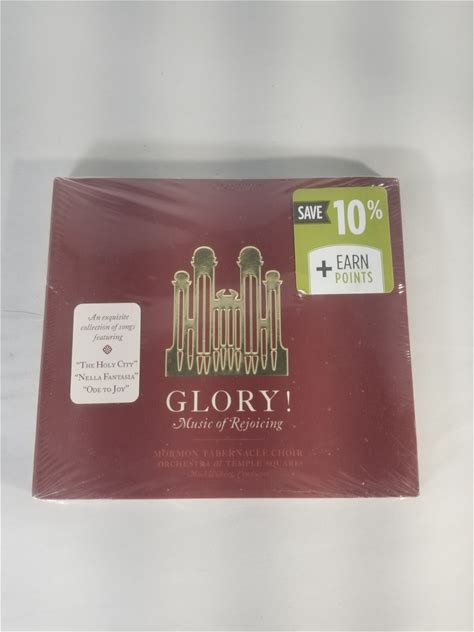 SAVE 10%
+ EARN
POINTS
An exquisite
collection of songs
featuring
"THE HOLY CITY"
"NELLA FANTASIA"
"ODE TO JOY"
GLORY!
Music of Rejoicing
MORMON TABERNACLE CHOIR
ORCHESTRA AT TEMPLE SQUARE